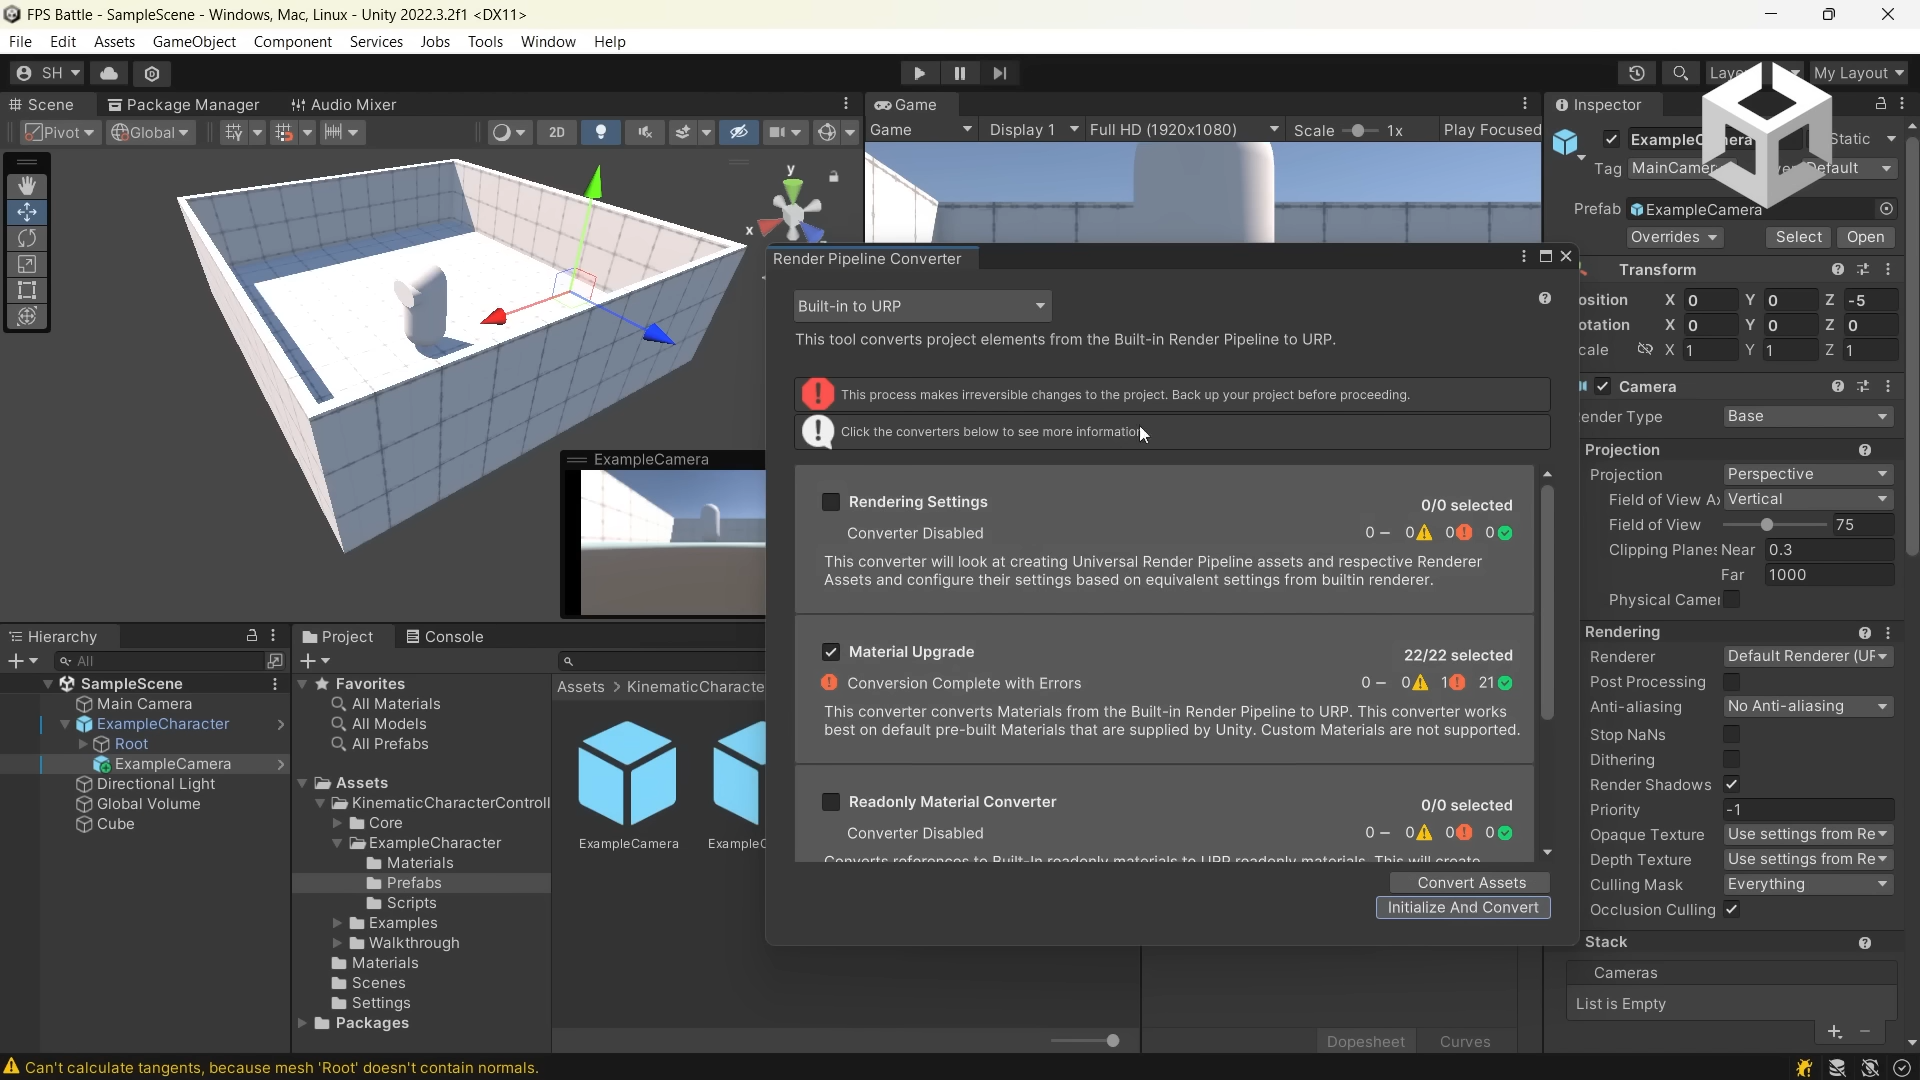 FPS Battle - SampleScene - Windows, Mac, Linux - Unity 2022.3.2f1 <DX11>
File Edit Assets GameObject Component Services Jobs Tools Window Help
SH
My Layout
Scene Package Manager Audio Mixer
Game
Inspector
Pivot Global 2D
Game Display 1 Full HD (1920x1080) Scale 1x Play Focused
Static
Tag MainCamer Default
Prefab ExampleCamera
Overrides Select Open
y
x
Render Pipeline Converter
Transform
Built-in to URP
This tool converts project elements from the Built-in Render Pipeline to URP.
osition X 0 Y 0 Z -5
otation X 0 Y 0 Z 0
cale X 1 Y 1 Z 1
This process makes irreversible changes to the project. Back up your project before proceeding.
Click the converters below to see more information
Camera
ender Type Base
Projection
Projection Perspective
Field of View Ax Vertical
Field of View 75
Clipping Planes Near 0.3
Far 1000
Physical Camer
ExampleCamera
Rendering Settings 0/0 selected
Converter Disabled 0 – 0 0 0
This converter will look at creating Universal Render Pipeline assets and respective Renderer
Assets and configure their settings based on equivalent settings from builtin renderer.
Material Upgrade 22/22 selected
Conversion Complete with Errors 0 – 0 1 21
This converter converts Materials from the Built-in Render Pipeline to URP. This converter works
best on default pre-built Materials that are supplied by Unity. Custom Materials are not supported.
Readonly Material Converter 0/0 selected
Converter Disabled 0 – 0 0 0
Converts references to Built-In readonly materials to URP readonly materials. This will create
Convert Assets
Initialize And Convert
Rendering
Renderer Default Renderer (UF
Post Processing
Anti-aliasing No Anti-aliasing
Stop NaNs
Dithering
Render Shadows
Priority -1
Opaque Texture Use settings from Re
Depth Texture Use settings from Re
Culling Mask Everything
Occlusion Culling
Stack
Cameras
List is Empty
+ −
Hierarchy
All
SampleScene
Main Camera
ExampleCharacter
Root
ExampleCamera
Directional Light
Global Volume
Cube
Project Console
Favorites
All Materials
All Models
All Prefabs
Assets
KinematicCharacterControll
Core
ExampleCharacter
Materials
Prefabs
Scripts
Examples
Walkthrough
Materials
Scenes
Settings
Packages
Assets > KinematicCharacte
ExampleCamera ExampleC
Dopesheet Curves
Can't calculate tangents, because mesh 'Root' doesn't contain normals.